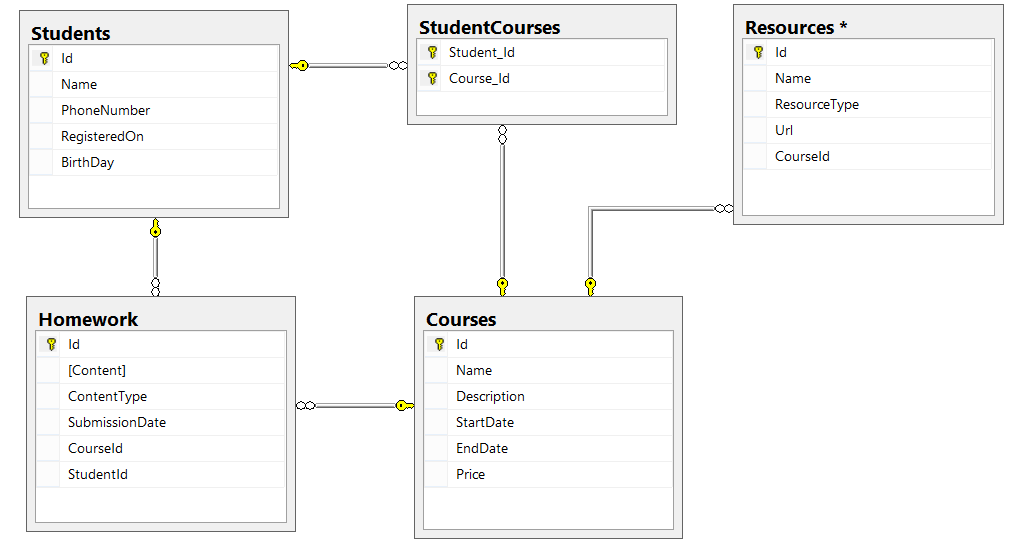 Students
Id
Name
PhoneNumber
RegisteredOn
BirthDay
StudentCourses
Student_Id
Course_Id
Resources *
Id
Name
ResourceType
Url
CourseId
Homework
Id
[Content]
ContentType
SubmissionDate
CourseId
StudentId
Courses
Id
Name
Description
StartDate
EndDate
Price